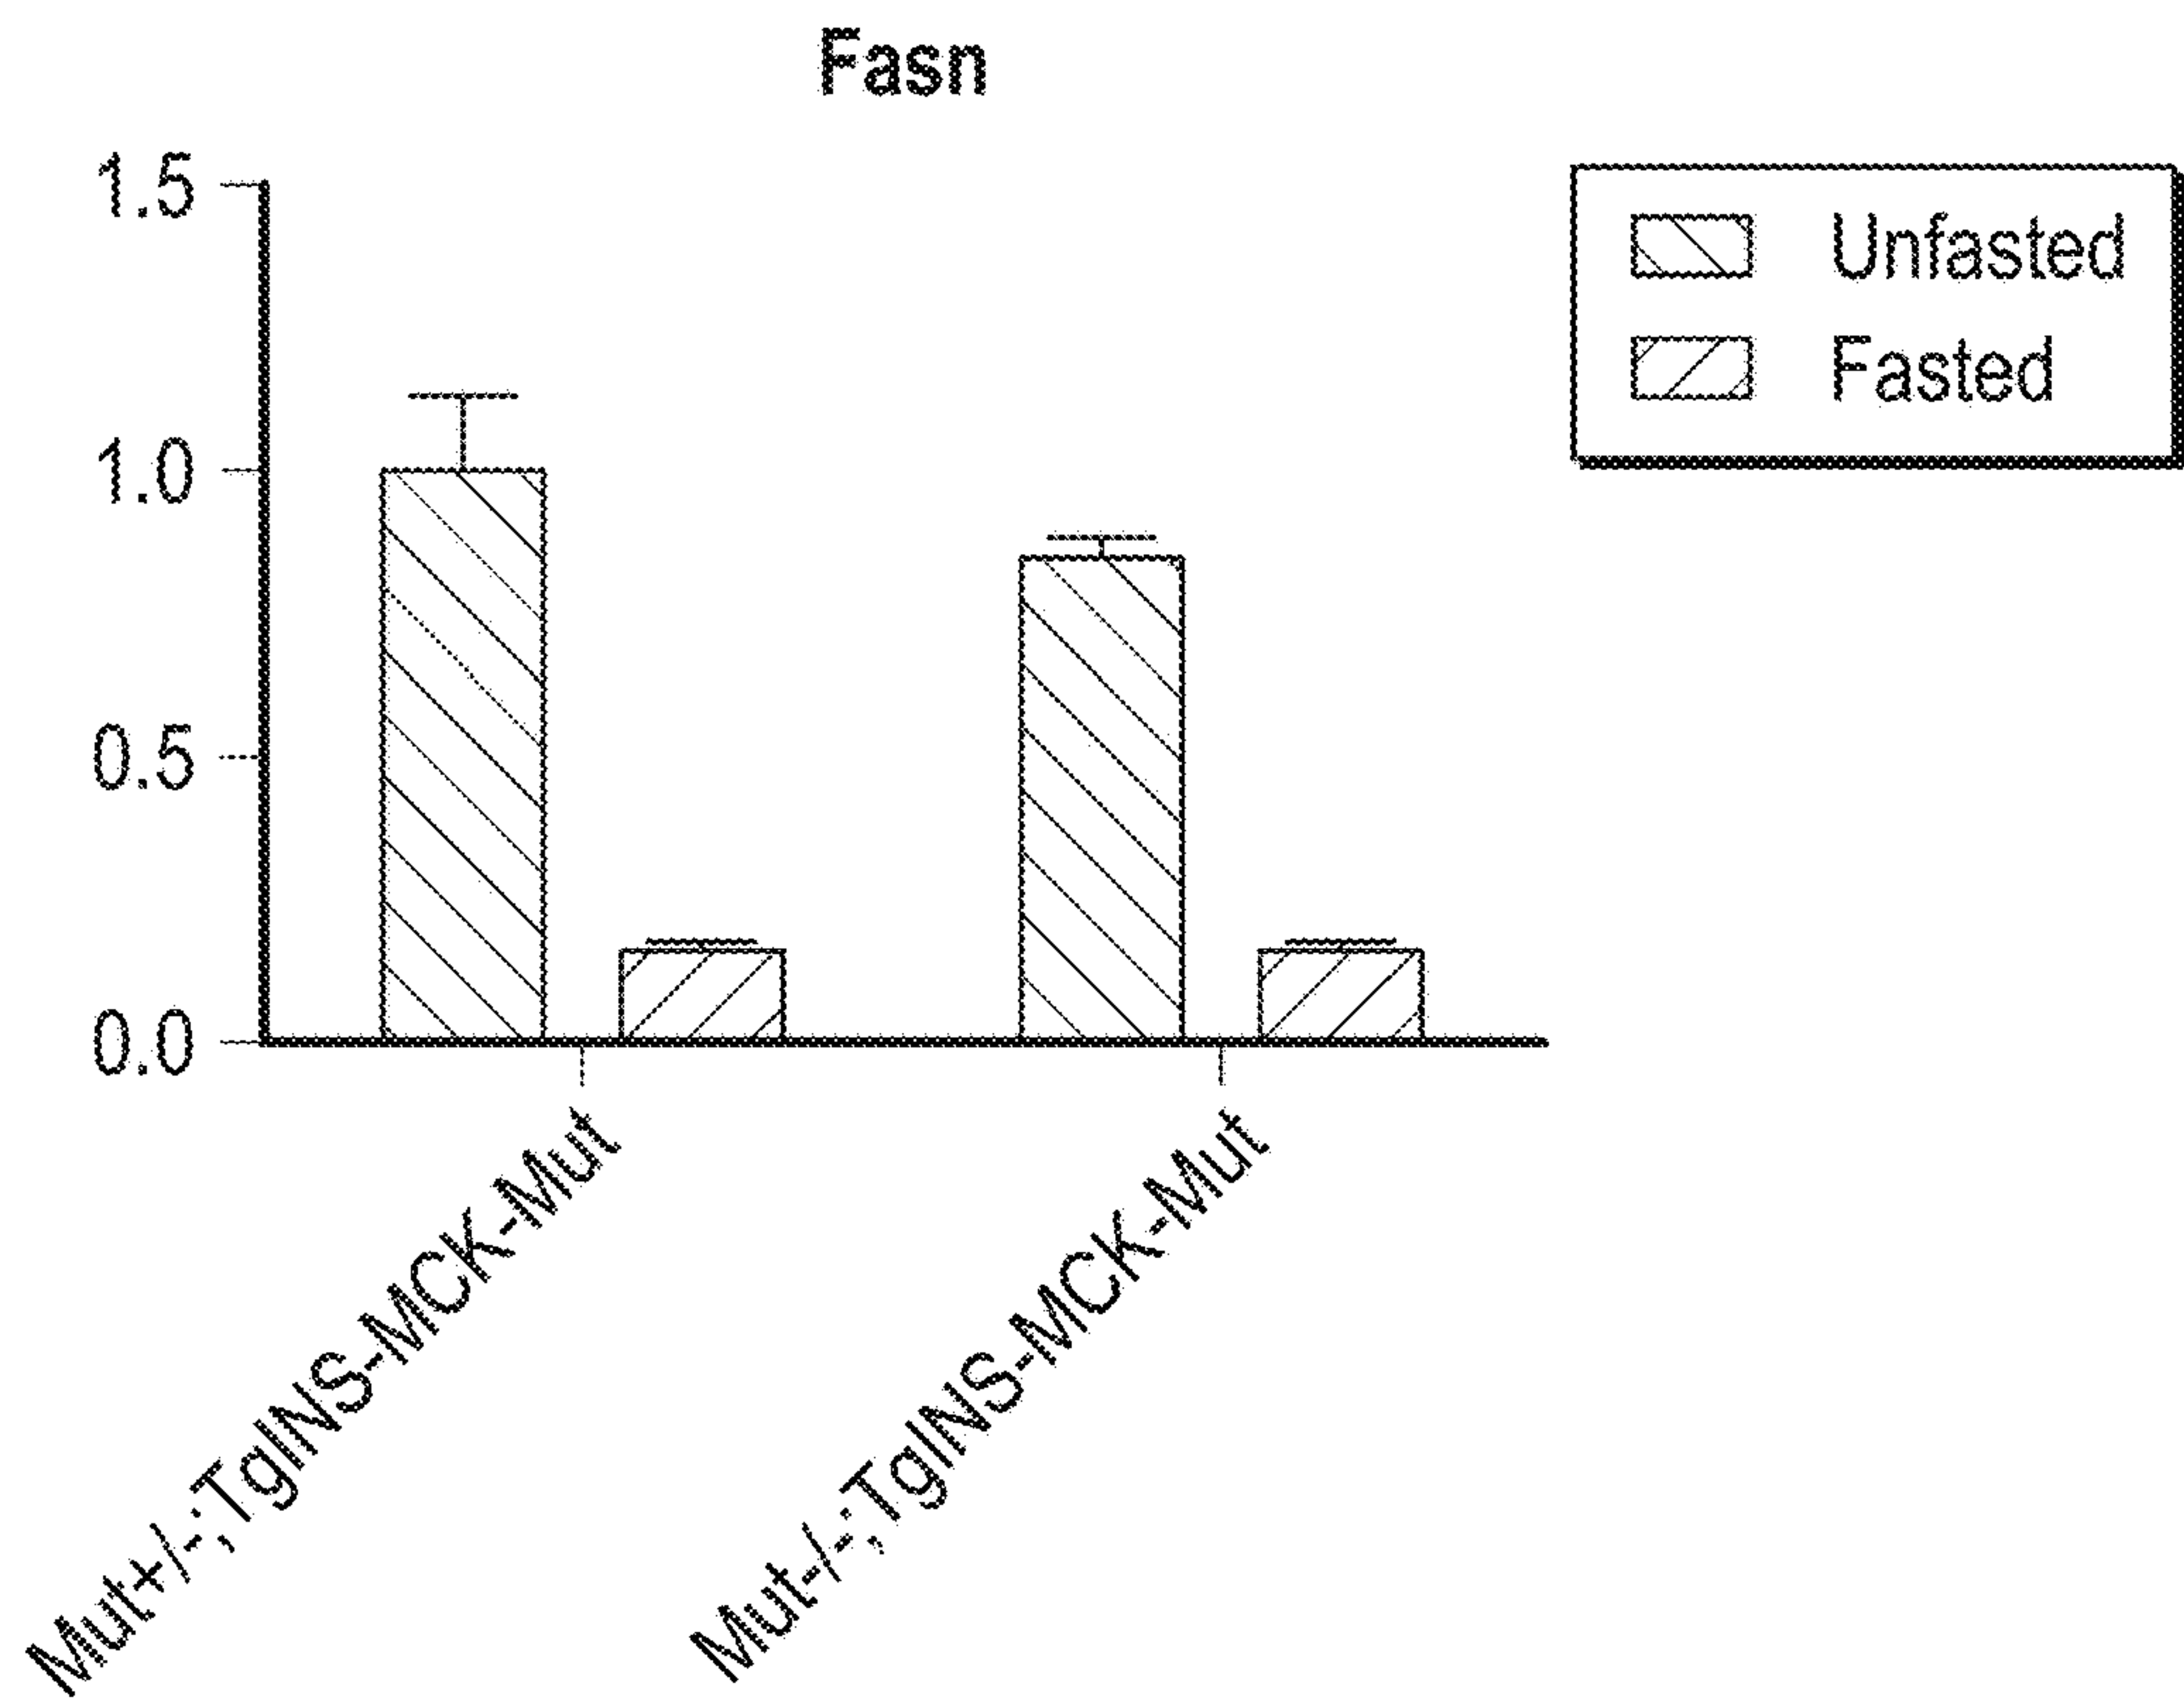 Fasn
1.5
1.0
0.5
0.0
Unfasted
Fasted
Mut+/-;TgINS-MCK-Mut
Mut-/-;TgINS-MCK-Mut